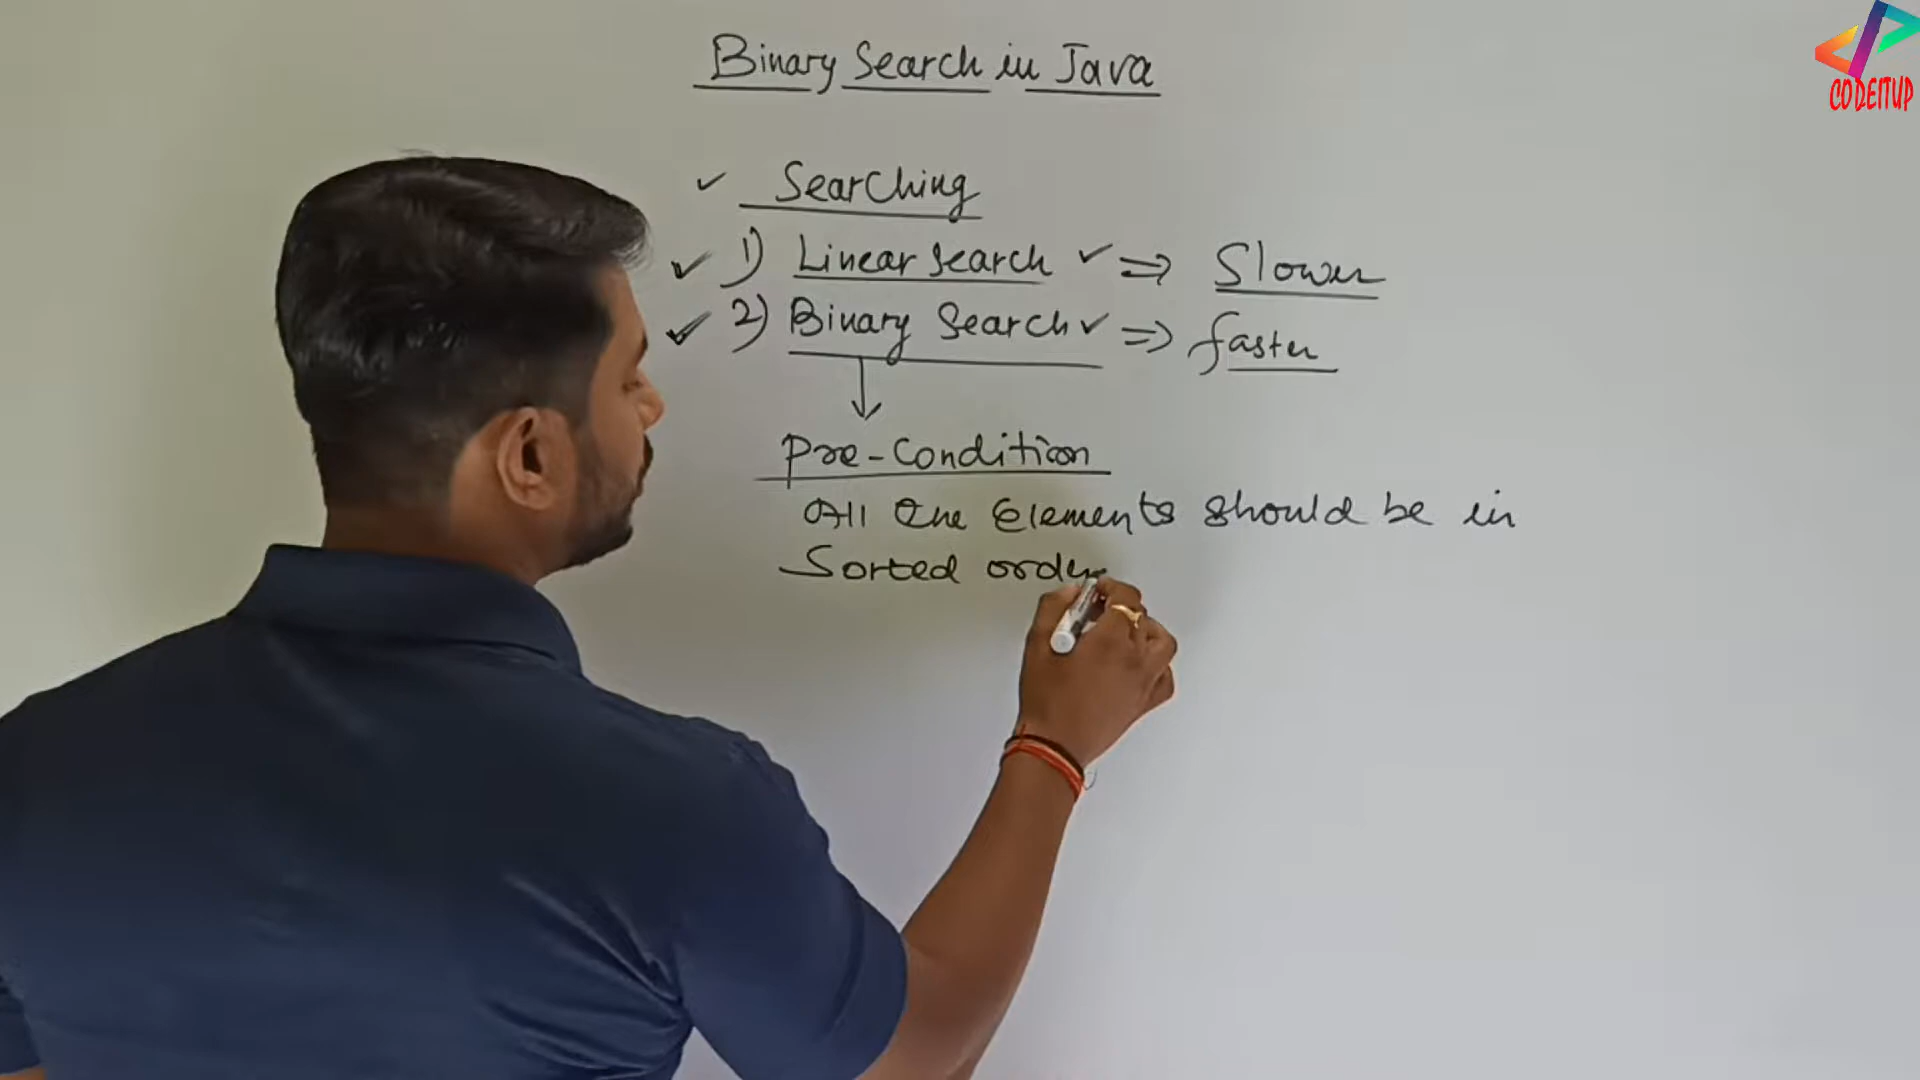 Binary Search in Java
CODEITUP
✓ Searching
✓ 1) Linear Search ✓ => Slower
✓ 2) Binary Search ✓ => faster
Pre-Condition
All the Elements should be in
Sorted order